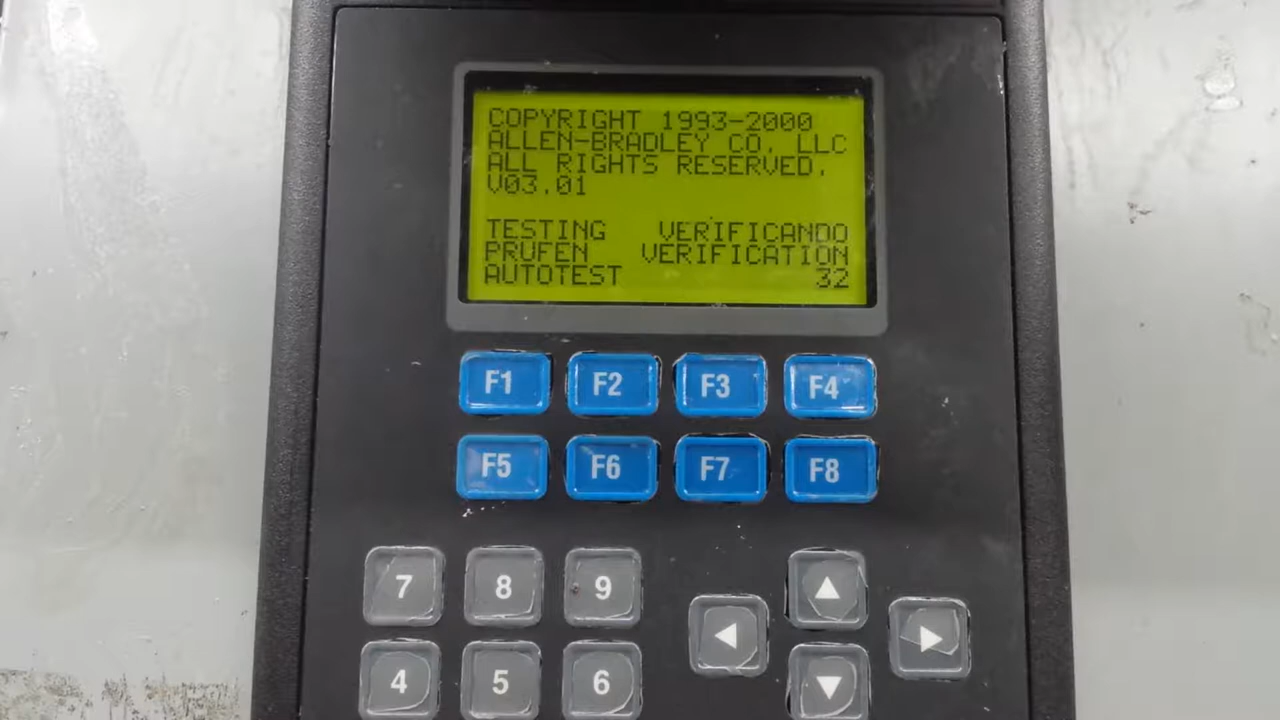 COPYRIGHT 1993-2000
ALLEN-BRADLEY CO. LLC
ALL RIGHTS RESERVED.
V03.01
TESTING VERIFICANDO
PRUFEN VERIFICATION
AUTOTEST 32
F1 F2 F3 F4
F5 F6 F7 F8
7 8 9
4 5 6